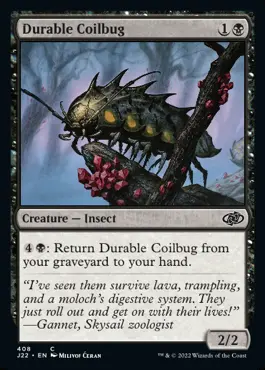 Durable Coilbug 1
Creature — Insect
4 : Return Durable Coilbug from
your graveyard to your hand.
“I’ve seen them survive lava, trampling,
and a moloch’s digestive system. They
just roll out and get on with their lives!”
—Gannet, Skysail zoologist
2/2
408 C
J22 • EN Milivoj Ćeran
™ & © 2022 Wizards of the Coast